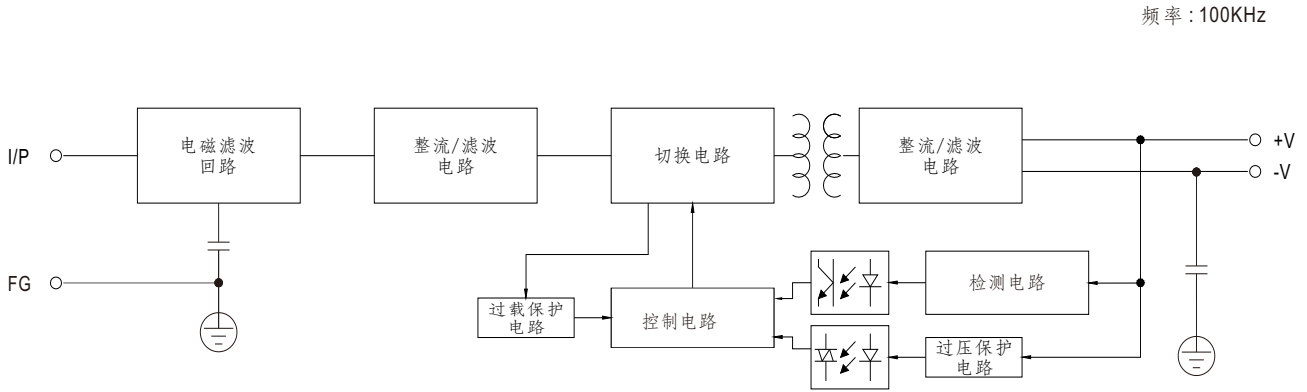 频率 : 100KHz
I/P
电磁滤波
回路
整流/滤波
电路
切换电路
整流/滤波
电路
+V
-V
FG
过载保护
电路
控制电路
检测电路
过压保护
电路